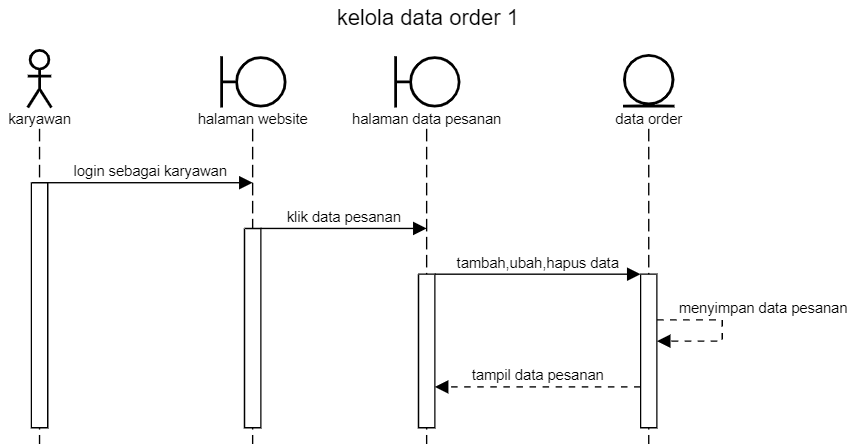 kelola data order 1
karyawan
halaman website
halaman data pesanan
data order
login sebagai karyawan
klik data pesanan
tambah,ubah,hapus data
menyimpan data pesanan
tampil data pesanan